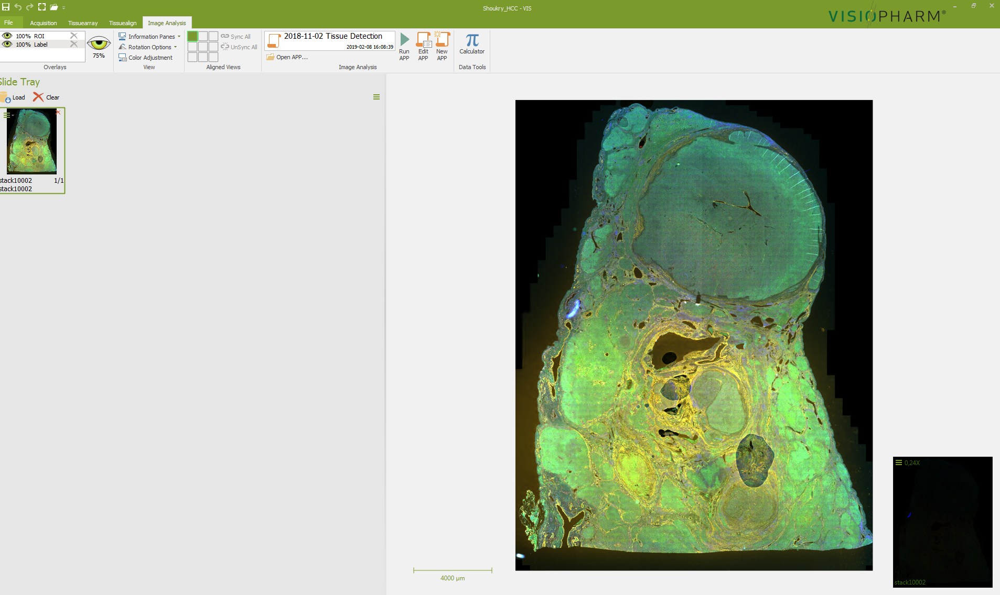 Shoukry_HCC - VIS
VISIOPHARM®
File Acquisition Tissuearray Tissuealign Image Analysis
100% ROI
100% Label
75%
Overlays
Information Panes
Rotation Options
Color Adjustment
View
Sync All
UnSync All
Aligned Views
2018-11-02 Tissue Detection
2019-02-08 16:08:39
Open APP...
Run APP
Edit APP
New APP
Image Analysis
π
Calculator
Data Tools
Slide Tray
Load Clear
stack10002 1/1
stack10002
4000 µm
0,24X
stack10002